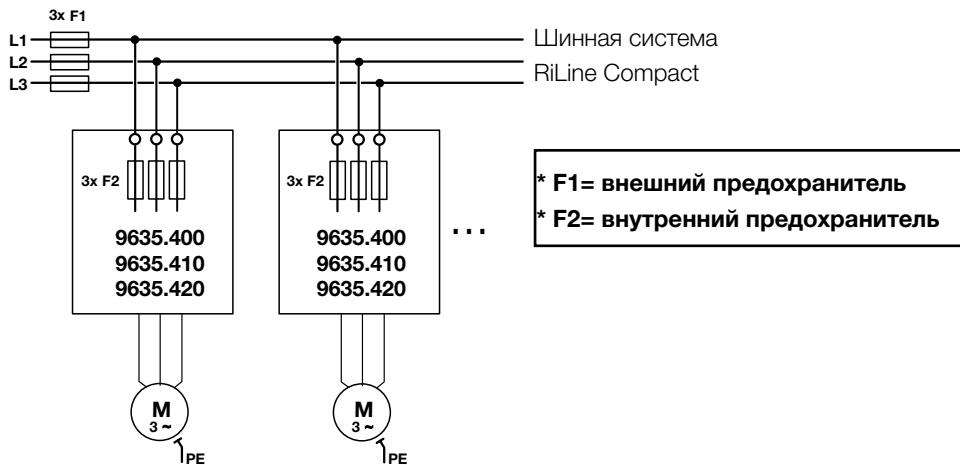 3x F1
L1
L2
L3
Шинная система
RiLine Compact
3x F2
9635.400
9635.410
9635.420
3x F2
9635.400
9635.410
9635.420
...
* F1= внешний предохранитель
* F2= внутренний предохранитель
M
3 ~
PE
M
3 ~
PE